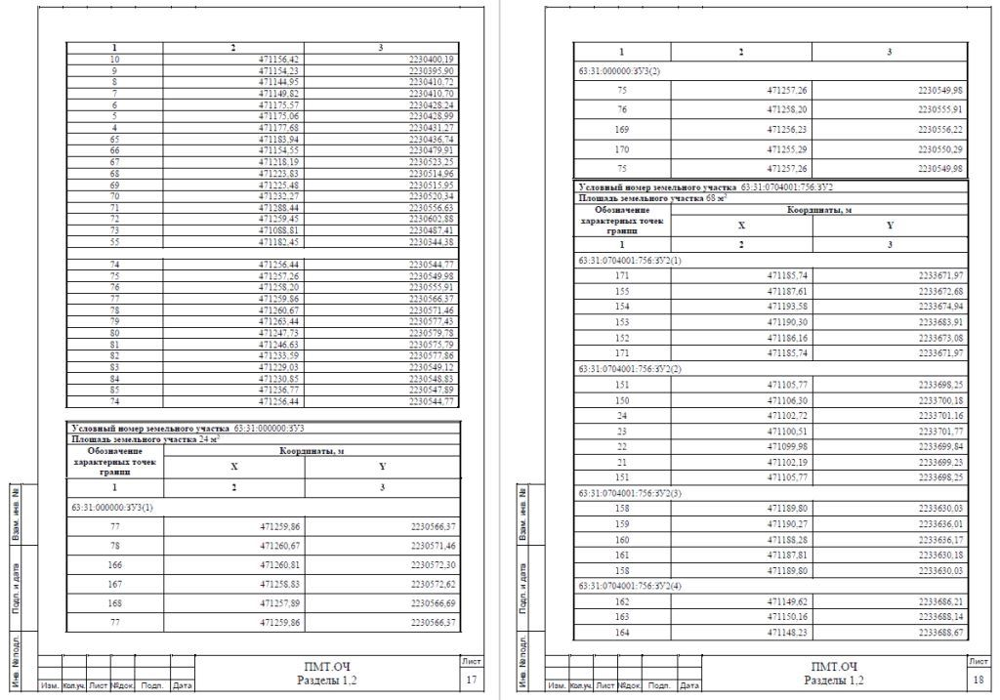 1 2 3
10 471156,42 2230400,19
9 471154,23 2230395,90
8 471144,95 2230410,72
7 471149,82 2230410,70
6 471175,57 2230428,24
5 471175,06 2230428,99
4 471177,68 2230431,27
65 471183,94 2230436,74
66 471154,55 2230479,91
67 471218,19 2230523,25
68 471223,83 2230514,96
69 471225,48 2230515,95
70 471232,27 2230520,34
71 471288,44 2230556,63
72 471259,45 2230602,88
73 471088,81 2230487,41
55 471182,45 2230344,38
74 471256,44 2230544,77
75 471257,26 2230549,98
76 471258,20 2230555,91
77 471259,86 2230566,37
78 471260,67 2230571,46
79 471263,44 2230577,43
80 471247,73 2230579,78
81 471246,63 2230575,79
82 471233,59 2230577,86
83 471229,03 2230549,12
84 471230,85 2230548,83
85 471236,77 2230547,89
74 471256,44 2230544,77
Условный номер земельного участка 63:31:000000:ЗУ3
Площадь земельного участка 24 м²
Обозначение характерных точек границ
Координаты, м
X Y
1 2 3
63:31:000000:ЗУ3(1)
77 471259,86 2230566,37
78 471260,67 2230571,46
166 471260,81 2230572,30
167 471258,83 2230572,62
168 471257,89 2230566,69
77 471259,86 2230566,37
Взам. инв. №
Подп. и дата
Инв. № подл.
Изм. Кол.уч. Лист №док. Подп. Дата
ПМТ.ОЧ
Разделы 1,2
Лист
17
1 2 3
63:31:000000:ЗУ3(2)
75 471257,26 2230549,98
76 471258,20 2230555,91
169 471256,23 2230556,22
170 471255,29 2230550,29
75 471257,26 2230549,98
Условный номер земельного участка 63:31:0704001:756:ЗУ2
Площадь земельного участка 68 м²
Обозначение
характерных точек
границ
Координаты, м
X Y
1 2 3
63:31:0704001:756:ЗУ2(1)
171 471185,74 2233671,97
155 471187,61 2233672,68
154 471193,58 2233674,94
153 471190,30 2233683,91
152 471186,16 2233673,08
171 471185,74 2233671,97
63:31:0704001:756:ЗУ2(2)
151 471105,77 2233698,25
150 471106,30 2233700,18
24 471102,72 2233701,16
23 471100,51 2233701,77
22 471099,98 2233699,84
21 471102,19 2233699,23
151 471105,77 2233698,25
63:31:0704001:756:ЗУ2(3)
158 471189,80 2233630,03
159 471190,27 2233636,01
160 471188,28 2233636,17
161 471187,81 2233630,18
158 471189,80 2233630,03
63:31:0704001:756:ЗУ2(4)
162 471149,62 2233686,21
163 471150,16 2233688,14
164 471148,23 2233688,67
Взам. инв. №
Подп. и дата
Инв. № подл.
Изм. Кол.уч. Лист №док. Подп. Дата
ПМТ.ОЧ
Разделы 1,2
Лист
18